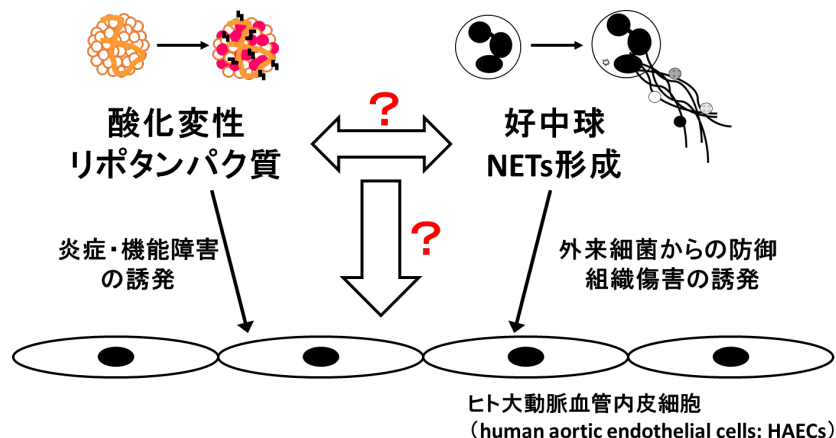 酸化変性
リポタンパク質
?
好中球
NETs形成
?
炎症・機能障害
の誘発
外来細菌からの防御
組織傷害の誘発
ヒト大動脈血管内皮細胞
（human aortic endothelial cells: HAECs）